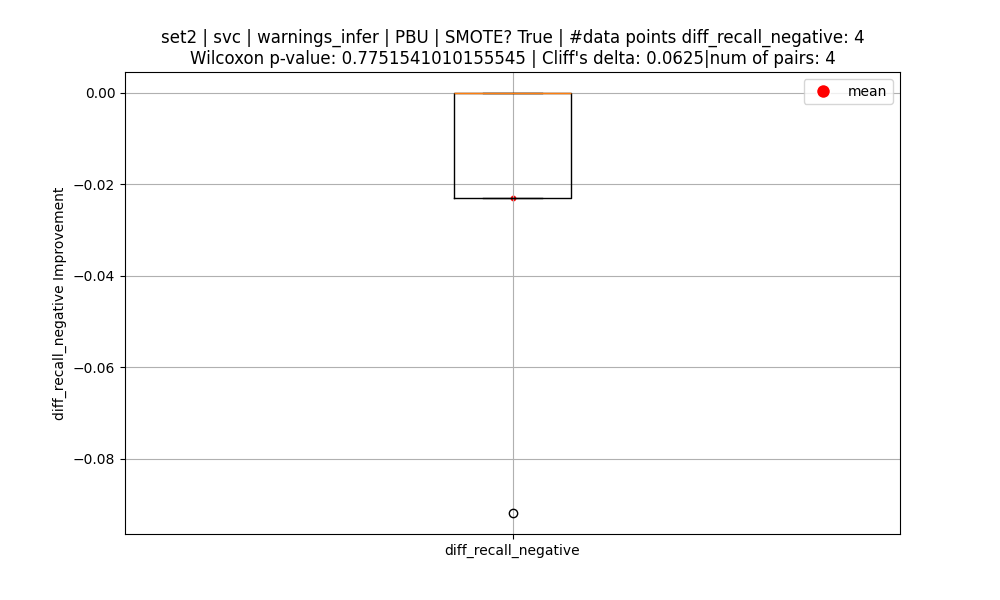 set2 | svc | warnings_infer | PBU | SMOTE? True | #data points diff_recall_negative: 4
Wilcoxon p-value: 0.7751541010155545 | Cliff's delta: 0.0625|num of pairs: 4
mean
0.00
−0.02
−0.04
−0.06
−0.08
diff_recall_negative Improvement
diff_recall_negative